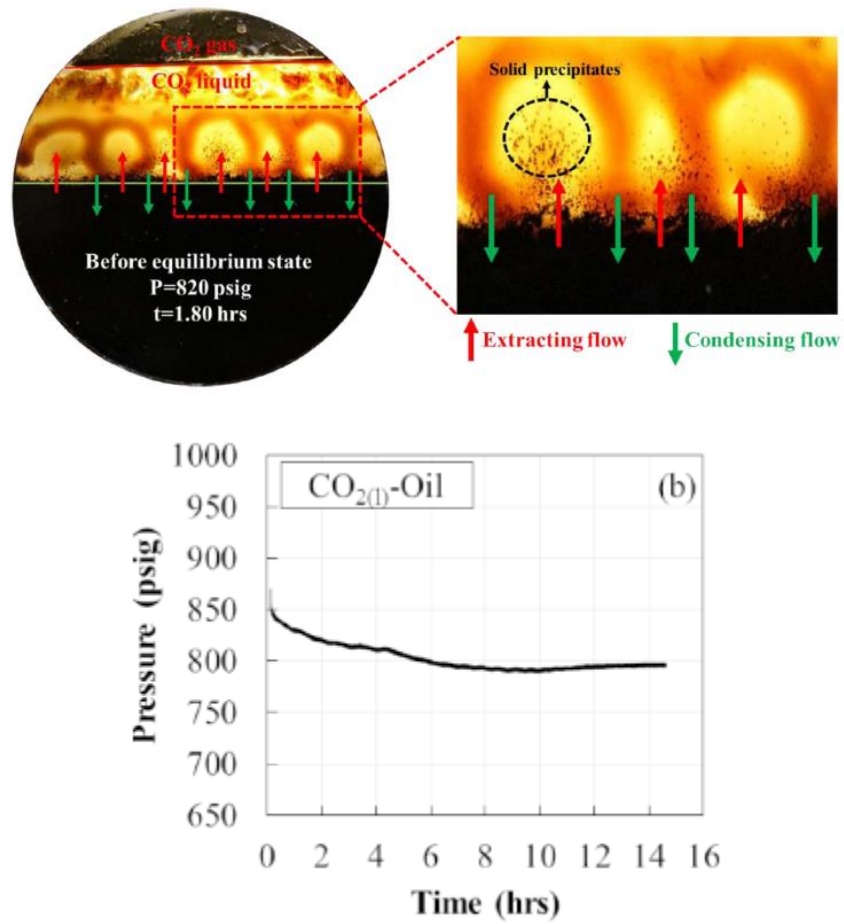 CO₂ gas
CO₂ liquid
Before equilibrium state
P=820 psig
t=1.80 hrs
Solid precipitates
Extracting flow
Condensing flow
CO₂₍ₗ₎-Oil
(b)
Pressure (psig)
1000
950
900
850
800
750
700
650
0 2 4 6 8 10 12 14 16
Time (hrs)